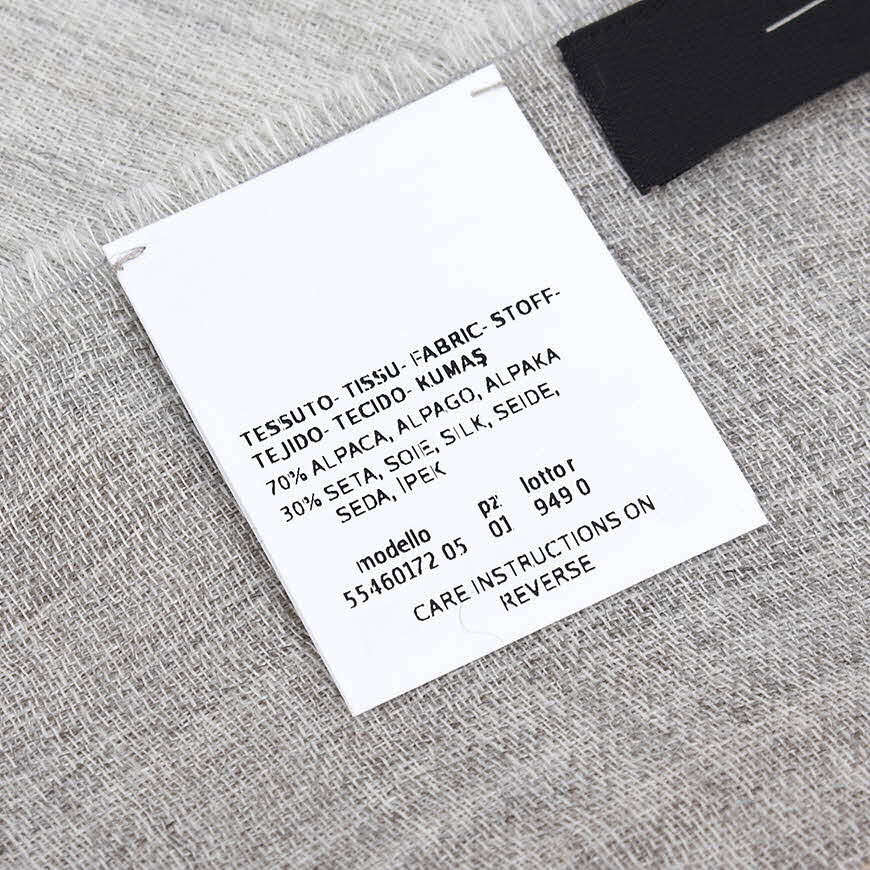 TESSUTO- TISSU- FABRIC- STOFF-
TEJIDO- TECIDO- KUMAŞ
70% ALPACA, ALPAGO, ALPAKA
30% SETA, SOIE, SILK, SEIDE,
SEDA, İPEK
modello pz lotto r
55460172 05 01 949 0
CARE INSTRUCTIONS ON
REVERSE